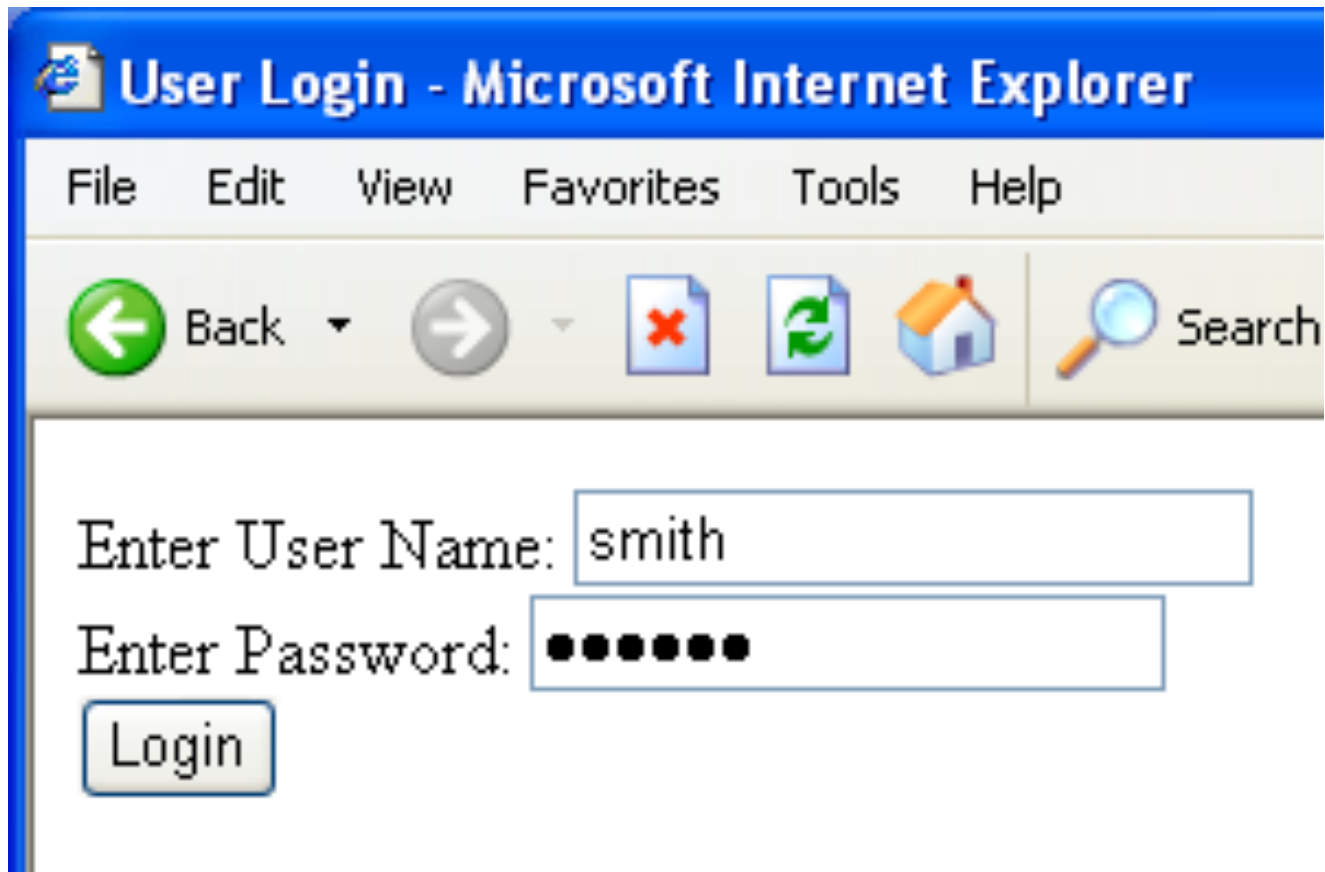 User Login - Microsoft Internet Explorer
File Edit View Favorites Tools Help
Back Search
Enter User Name: smith
Enter Password: ●●●●●●
Login